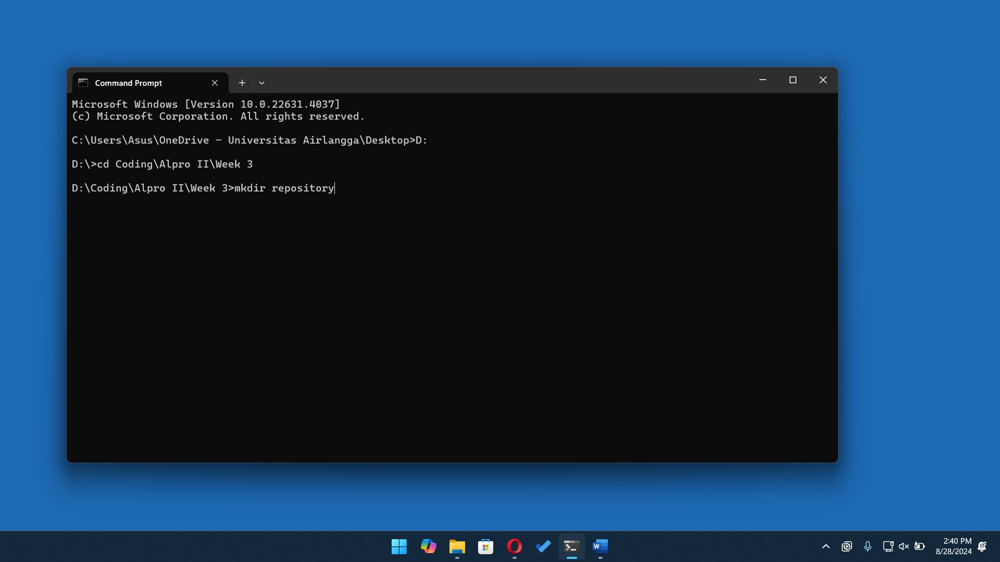 Command Prompt
Microsoft Windows [Version 10.0.22631.4037]
(c) Microsoft Corporation. All rights reserved.
C:\Users\Asus\OneDrive - Universitas Airlangga\Desktop>D:
D:\>cd Coding\Alpro II\Week 3
D:\Coding\Alpro II\Week 3>mkdir repository
2:40 PM
8/28/2024